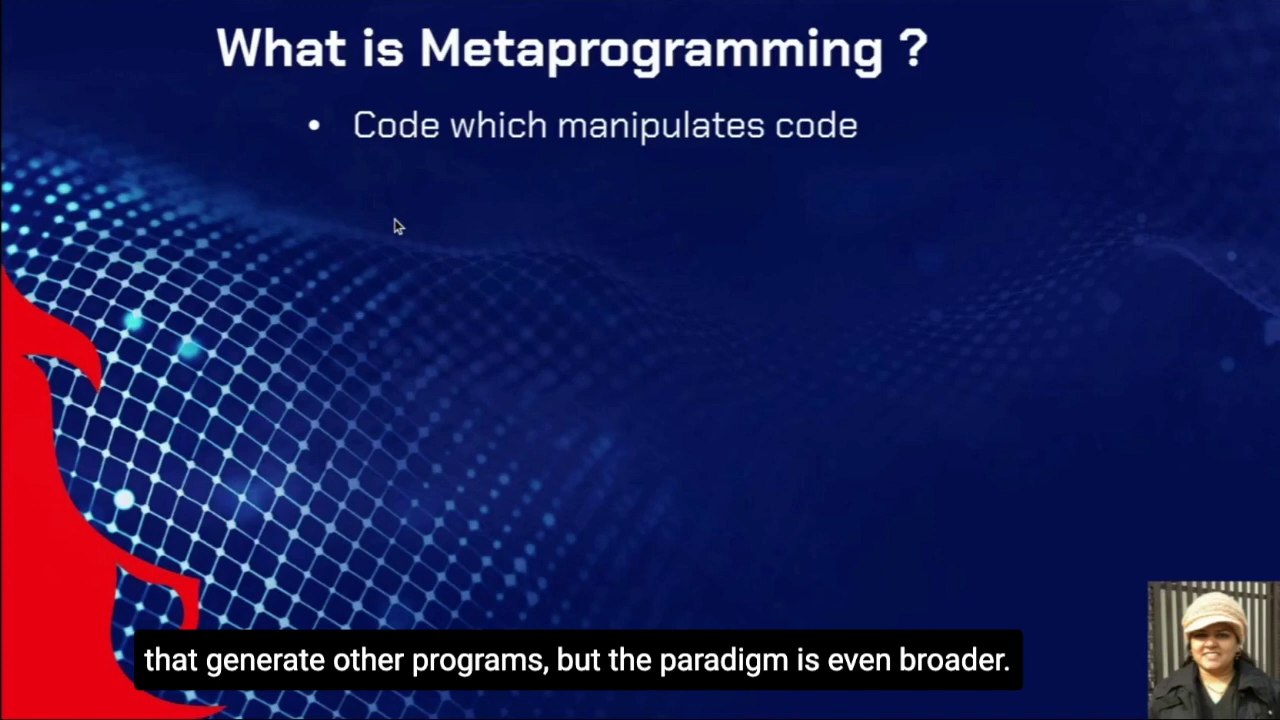 What is Metaprogramming ?
• Code which manipulates code
that generate other programs, but the paradigm is even broader.